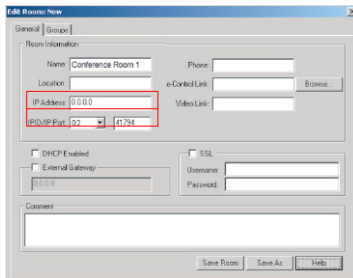 Edit Room: New
General Groups
Room Information
Name: Conference Room 1 Phone:
Location: e-Control Link: Browse...
IP Address: 0.0.0.0 Video Link:
IPID/IP Port: 02 41794
DHCP Enabled SSL
External Gateway Username:
0.0.0.0 Password:
Comment
Save Room Save As Help